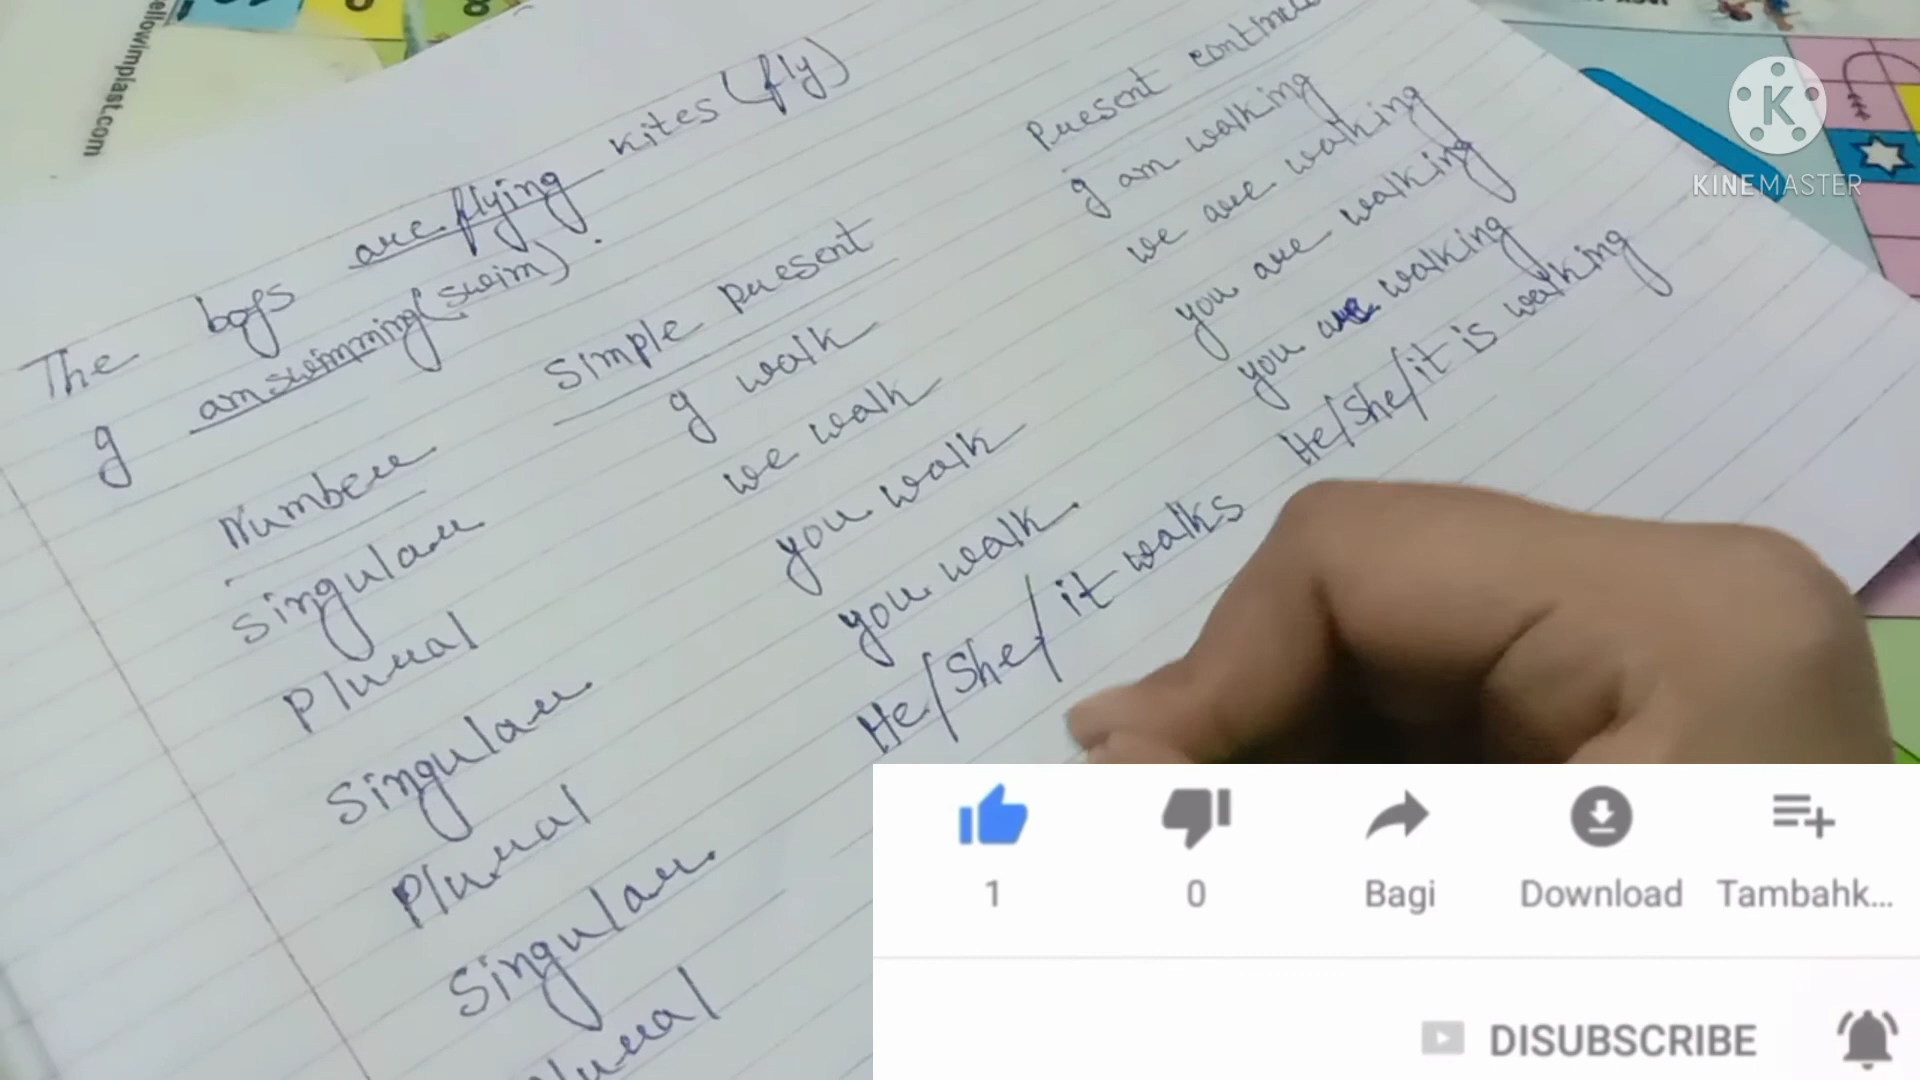 ellowimplast.com
The boys are flying kites (fly)
I am swimming (swim).
Number Simple present Present
Singular I walk I am walking
Plural we walk we are walking
Singular you walk you are walking
Plural you walk. you are walking
Singular He/She/it walks He/She/it is walking
KINEMASTER
1 0 Bagi Download Tambahk...
DISUBSCRIBE